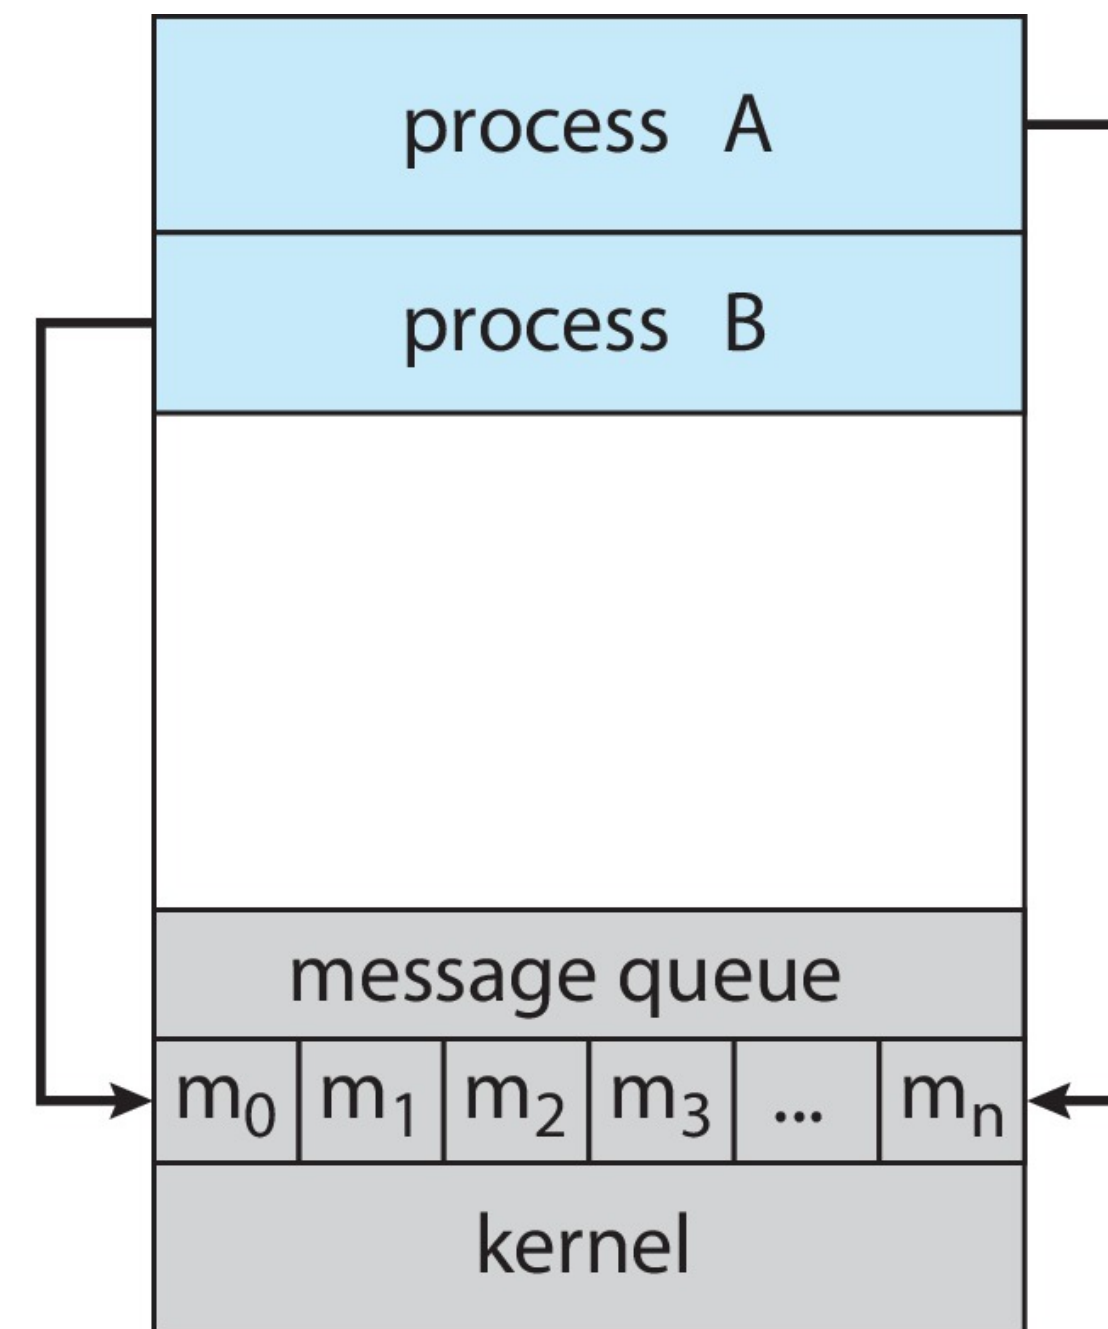 process A
process B
message queue
m₀ m₁ m₂ m₃ ... mₙ
kernel